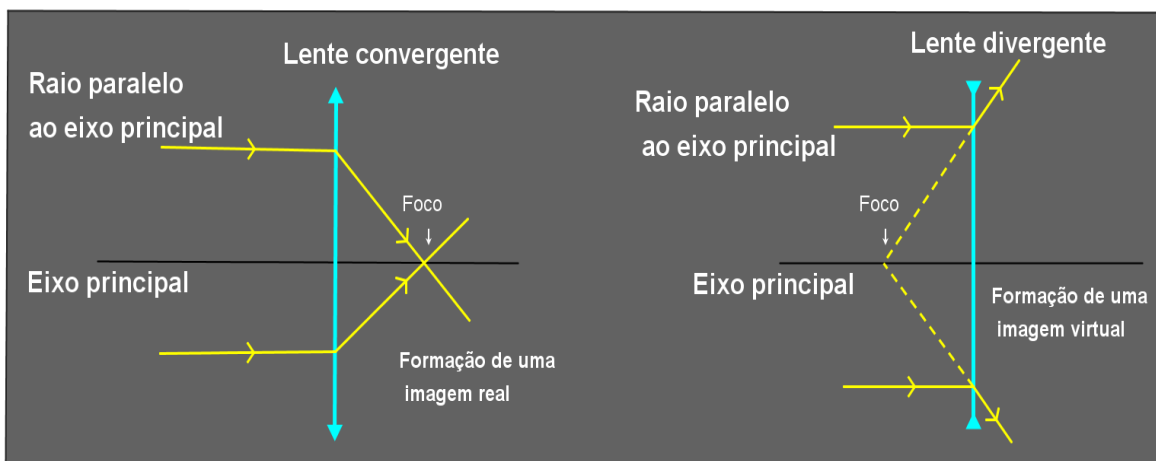 Lente convergente
Raio paralelo
ao eixo principal
Foco
Eixo principal
Formação de uma
imagem real
Lente divergente
Raio paralelo
ao eixo principal
Foco
Eixo principal
Formação de uma
imagem virtual